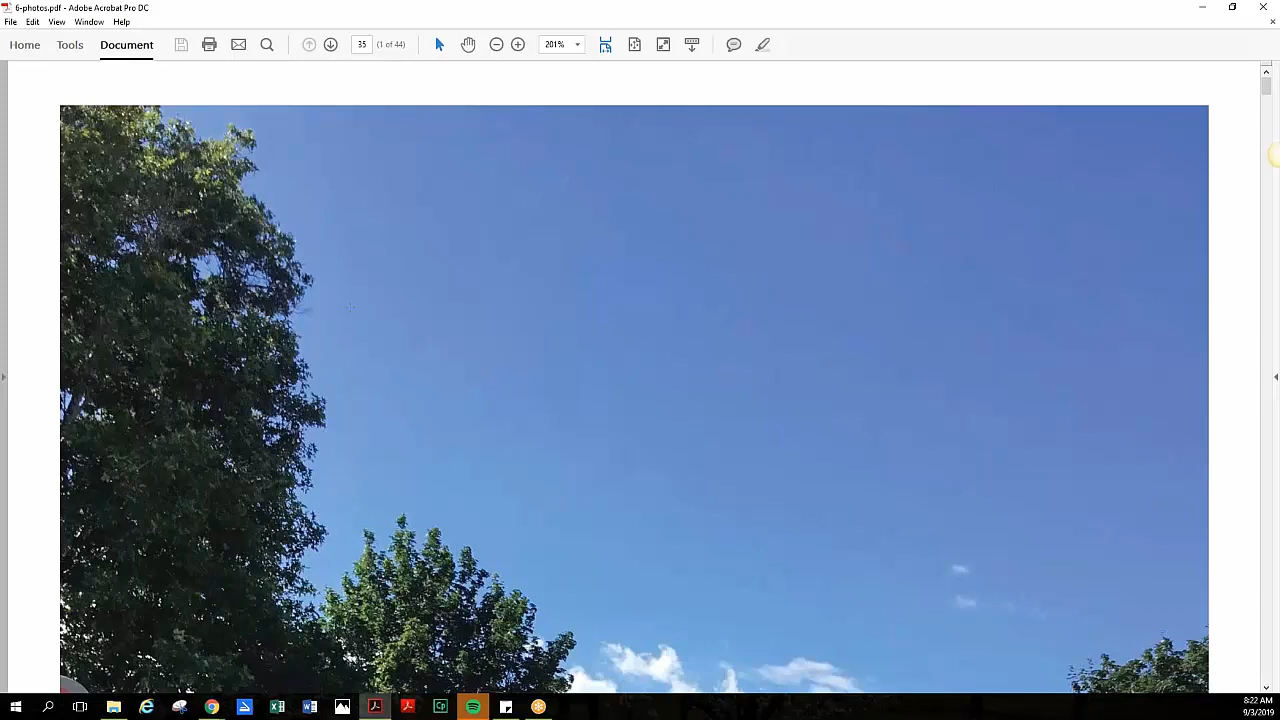 6-photos.pdf - Adobe Acrobat Pro DC
File Edit View Window Help
Home Tools Document 35 (1 of 44) 201%
8:22 AM
9/3/2019